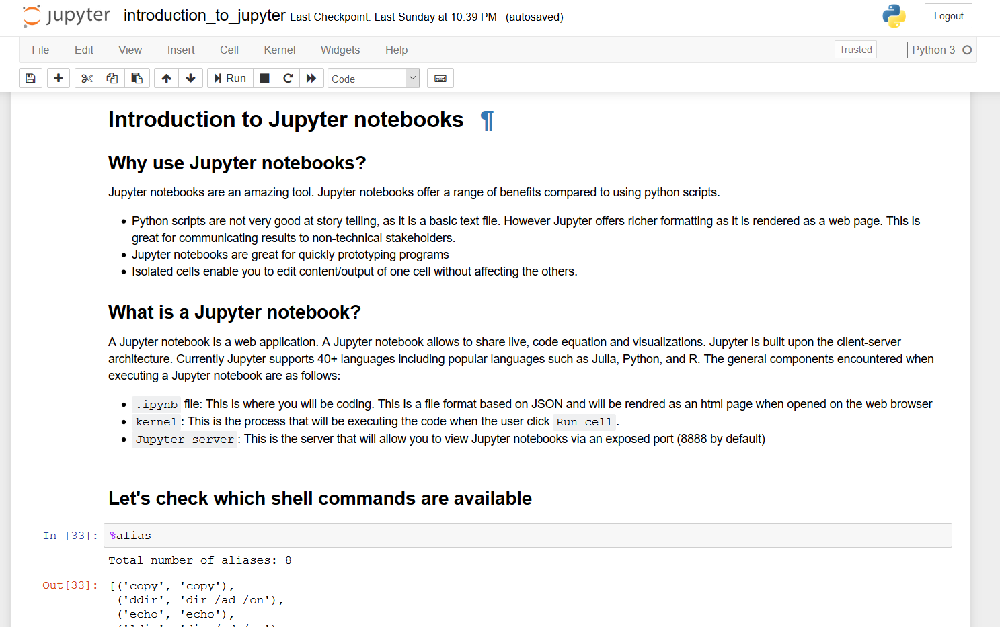 jupyter introduction_to_jupyter Last Checkpoint: Last Sunday at 10:39 PM (autosaved) Logout
File Edit View Insert Cell Kernel Widgets Help Trusted Python 3
Run Code
Introduction to Jupyter notebooks ¶
Why use Jupyter notebooks?
Jupyter notebooks are an amazing tool. Jupyter notebooks offer a range of benefits compared to using python scripts.
• Python scripts are not very good at story telling, as it is a basic text file. However Jupyter offers richer formatting as it is rendered as a web page. This is
great for communicating results to non-technical stakeholders.
• Jupyter notebooks are great for quickly prototyping programs
• Isolated cells enable you to edit content/output of one cell without affecting the others.
What is a Jupyter notebook?
A Jupyter notebook is a web application. A Jupyter notebook allows to share live, code equation and visualizations. Jupyter is built upon the client-server
architecture. Currently Jupyter supports 40+ languages including popular languages such as Julia, Python, and R. The general components encountered when
executing a Jupyter notebook are as follows:
• .ipynb file: This is where you will be coding. This is a file format based on JSON and will be rendred as an html page when opened on the web browser
• kernel : This is the process that will be executing the code when the user click Run cell .
• Jupyter server : This is the server that will allow you to view Jupyter notebooks via an exposed port (8888 by default)
Let's check which shell commands are available
In [33]: %alias
Total number of aliases: 8
Out[33]: [('copy', 'copy'),
('ddir', 'dir /ad /on'),
('echo', 'echo'),